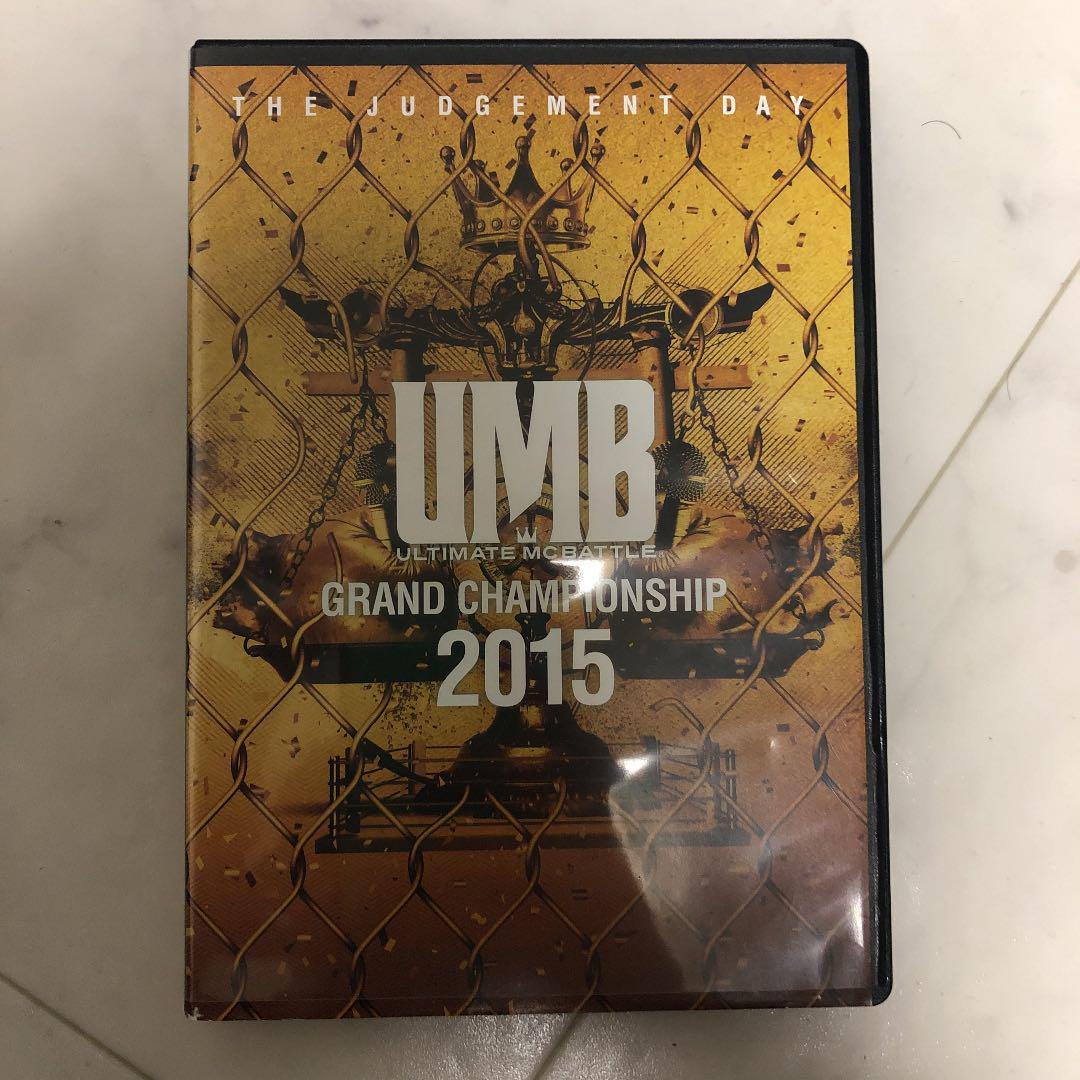 THE JUDGEMENT DAY
UMB
ULTIMATE MCBATTLE
GRAND CHAMPIONSHIP
2015